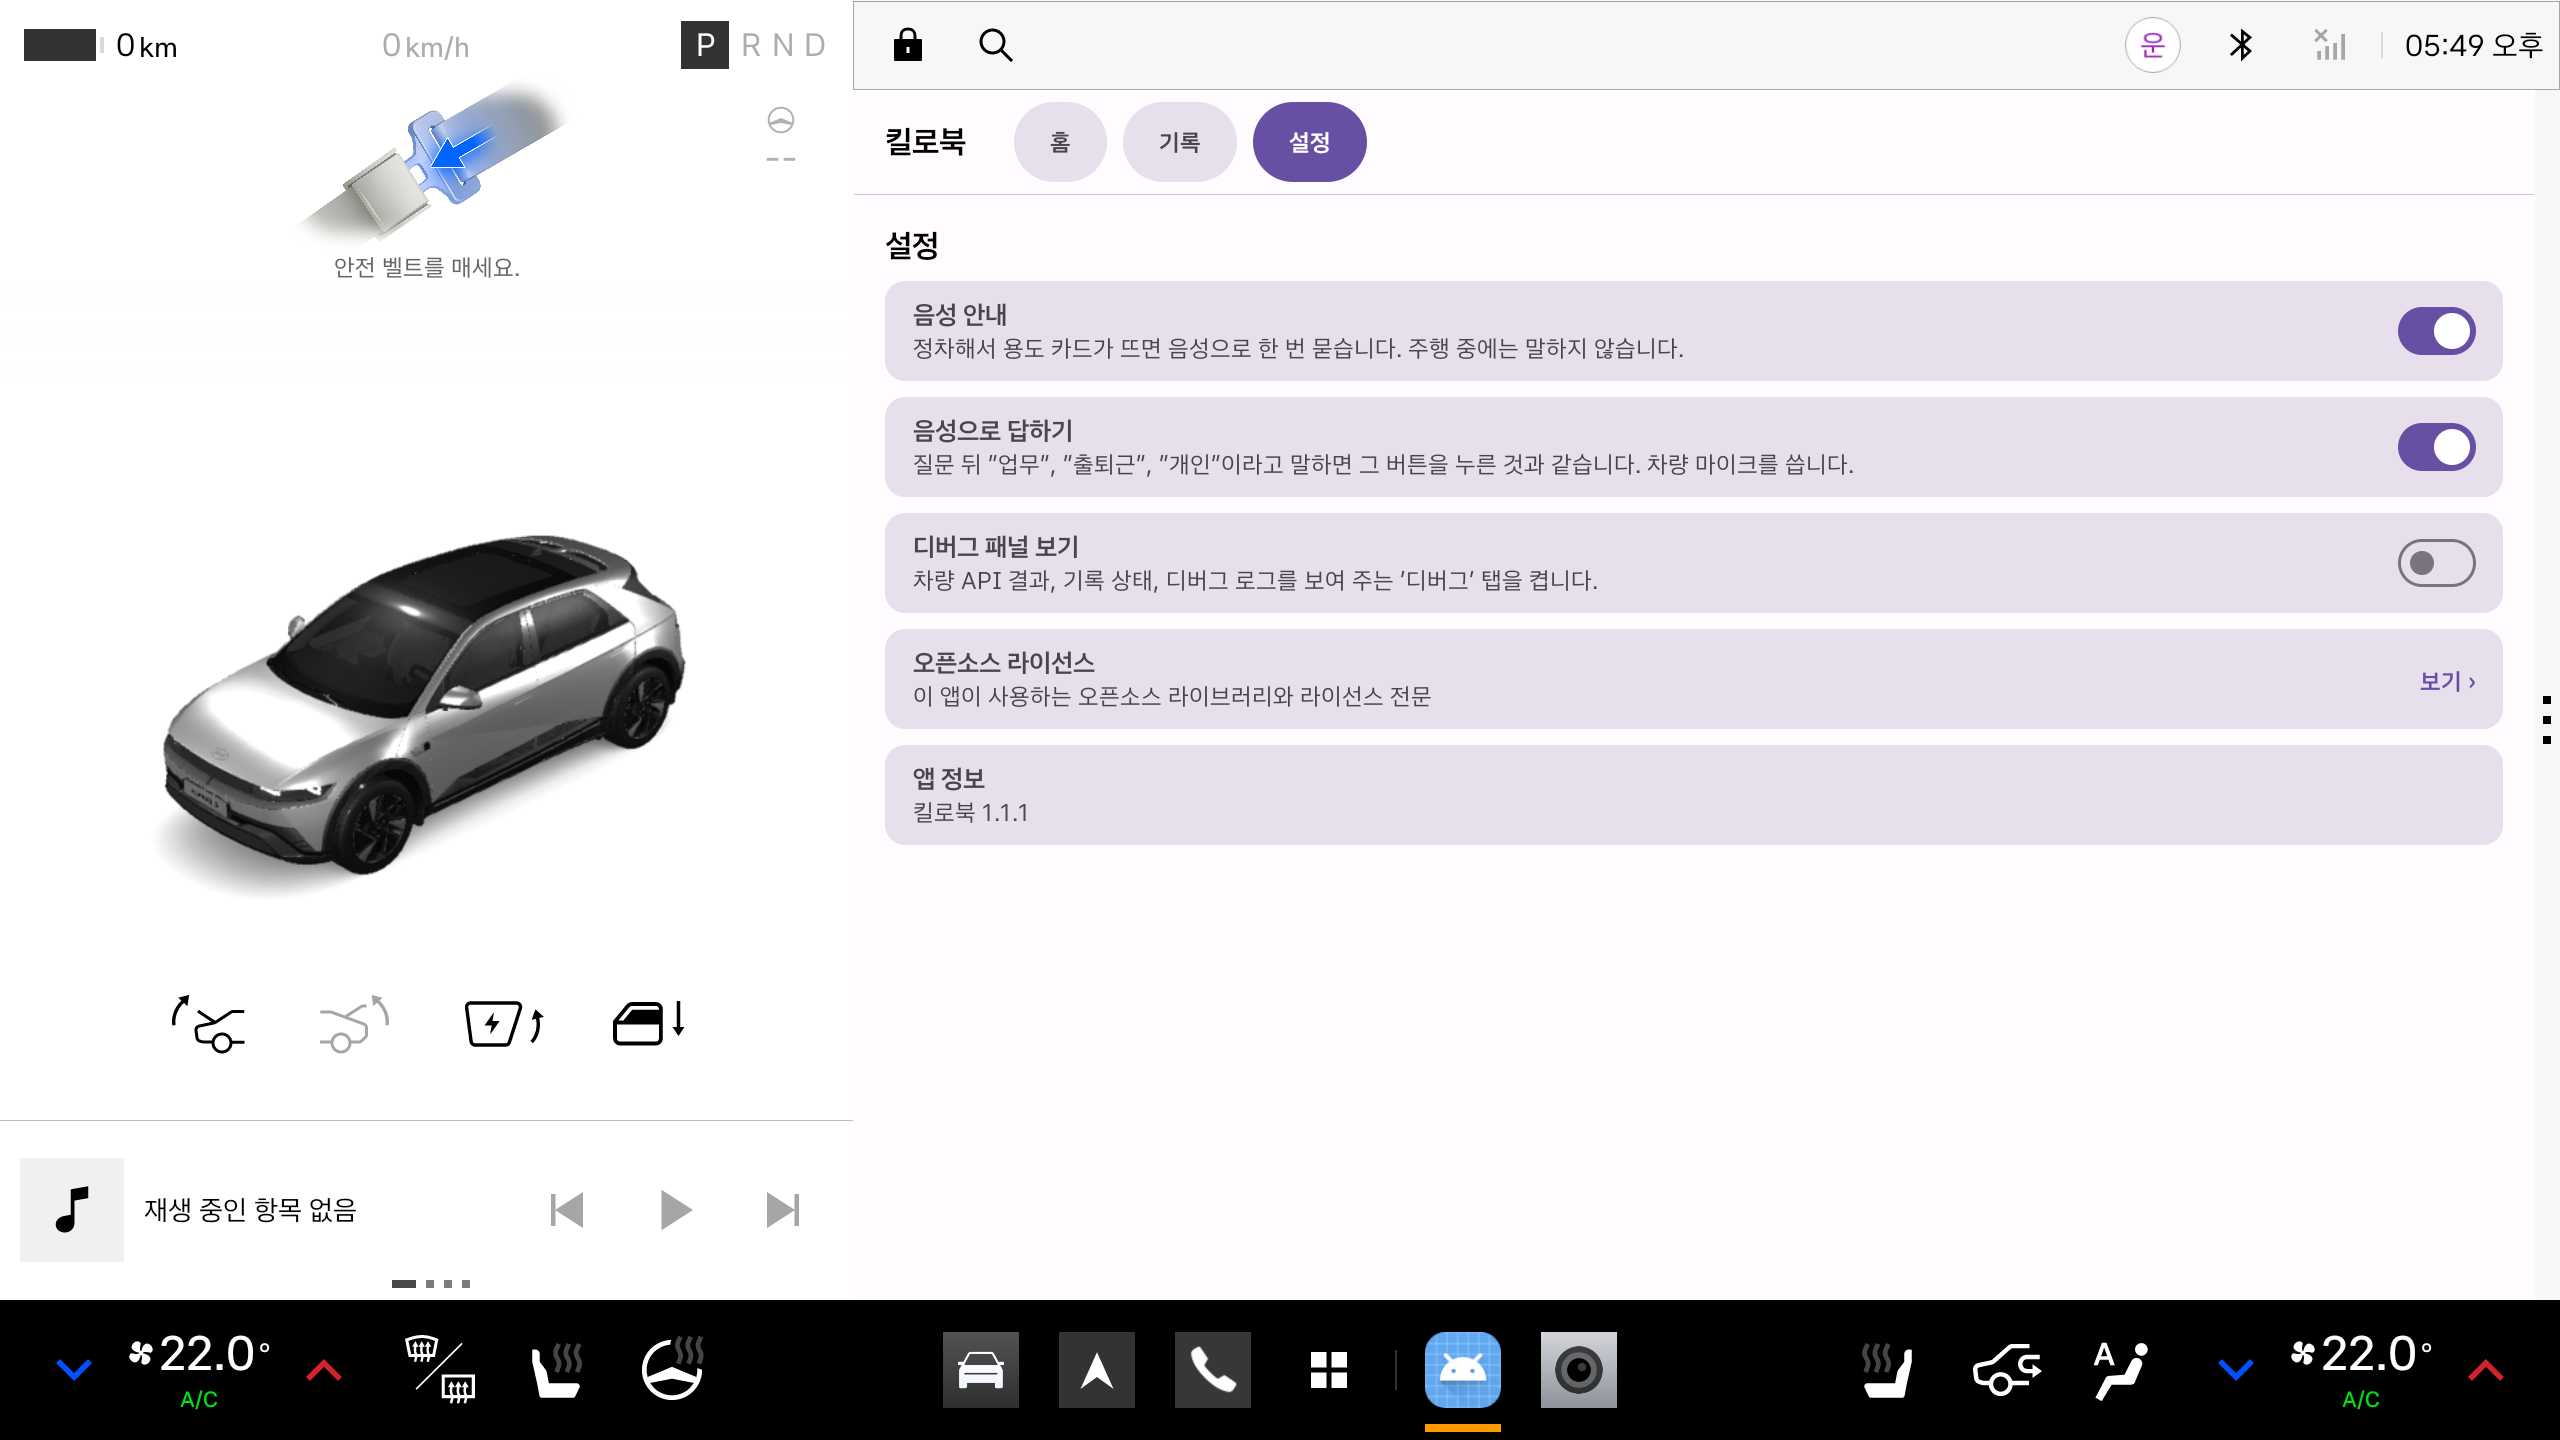 0 km
0 km/h
P R N D
운
05:49 오후
안전 벨트를 매세요.
킬로북
홈
기록
설정
설정
음성 안내
정차해서 용도 카드가 뜨면 음성으로 한 번 묻습니다. 주행 중에는 말하지 않습니다.
음성으로 답하기
질문 뒤 "업무", "출퇴근", "개인"이라고 말하면 그 버튼을 누른 것과 같습니다. 차량 마이크를 씁니다.
디버그 패널 보기
차량 API 결과, 기록 상태, 디버그 로그를 보여 주는 '디버그' 탭을 켭니다.
오픈소스 라이선스
이 앱이 사용하는 오픈소스 라이브러리와 라이선스 전문
보기 ›
앱 정보
킬로북 1.1.1
재생 중인 항목 없음
22.0°
A/C
A
22.0°
A/C